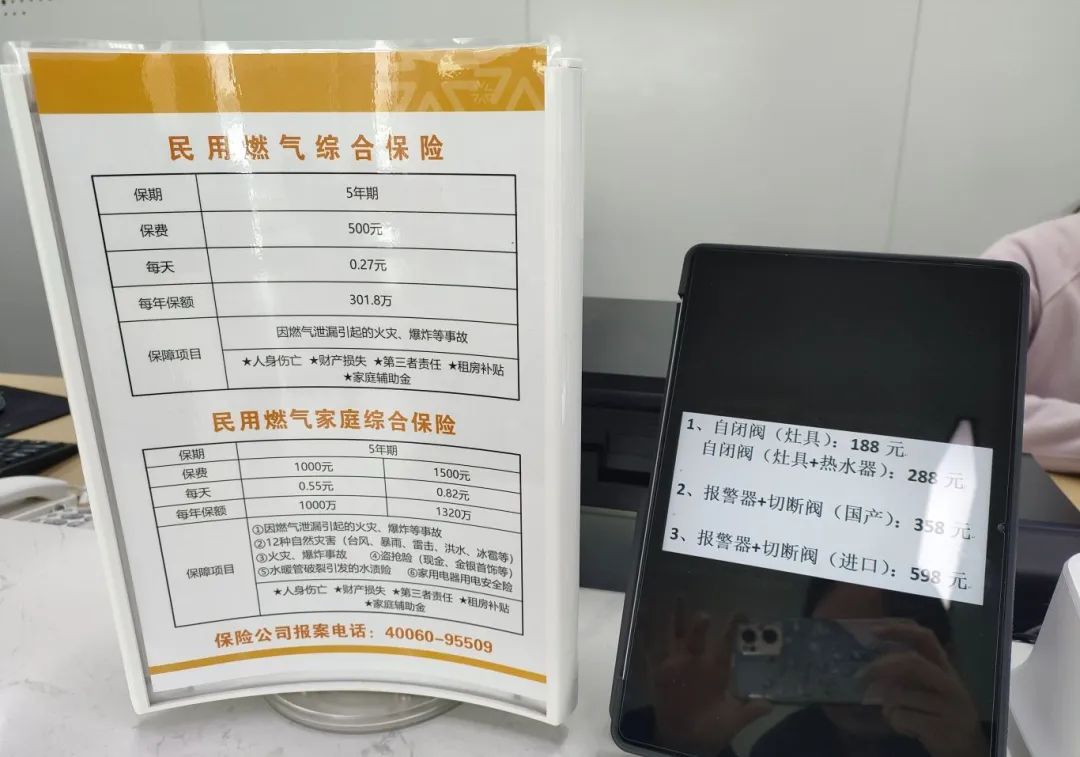 民用燃气综合保险
保期 5年期
保费 500元
每天 0.27元
每年保额 301.8万
保障项目 因燃气泄漏引起的火灾、爆炸等事故
★人身伤亡 ★财产损失 ★第三者责任 ★租房补贴
★家庭辅助金
民用燃气家庭综合保险
保期 5年期
保费 1000元 1500元
每天 0.55元 0.82元
每年保额 1000万 1320万
保障项目 ①因燃气泄漏引起的火灾、爆炸等事故
②12种自然灾害（台风、暴雨、雷击、洪水、冰雹等）
③火灾、爆炸事故 ④盗抢险（现金、金银首饰等）
⑤水暖管破裂引发的水渍险 ⑥家用电器用电安全险
★人身伤亡 ★财产损失 ★第三者责任 ★租房补贴
★家庭辅助金
保险公司报案电话：40060-95509
1、自闭阀（灶具）：188 元
自闭阀（灶具+热水器）：288 元
2、报警器+切断阀（国产）：358 元
3、报警器+切断阀（进口）：598 元